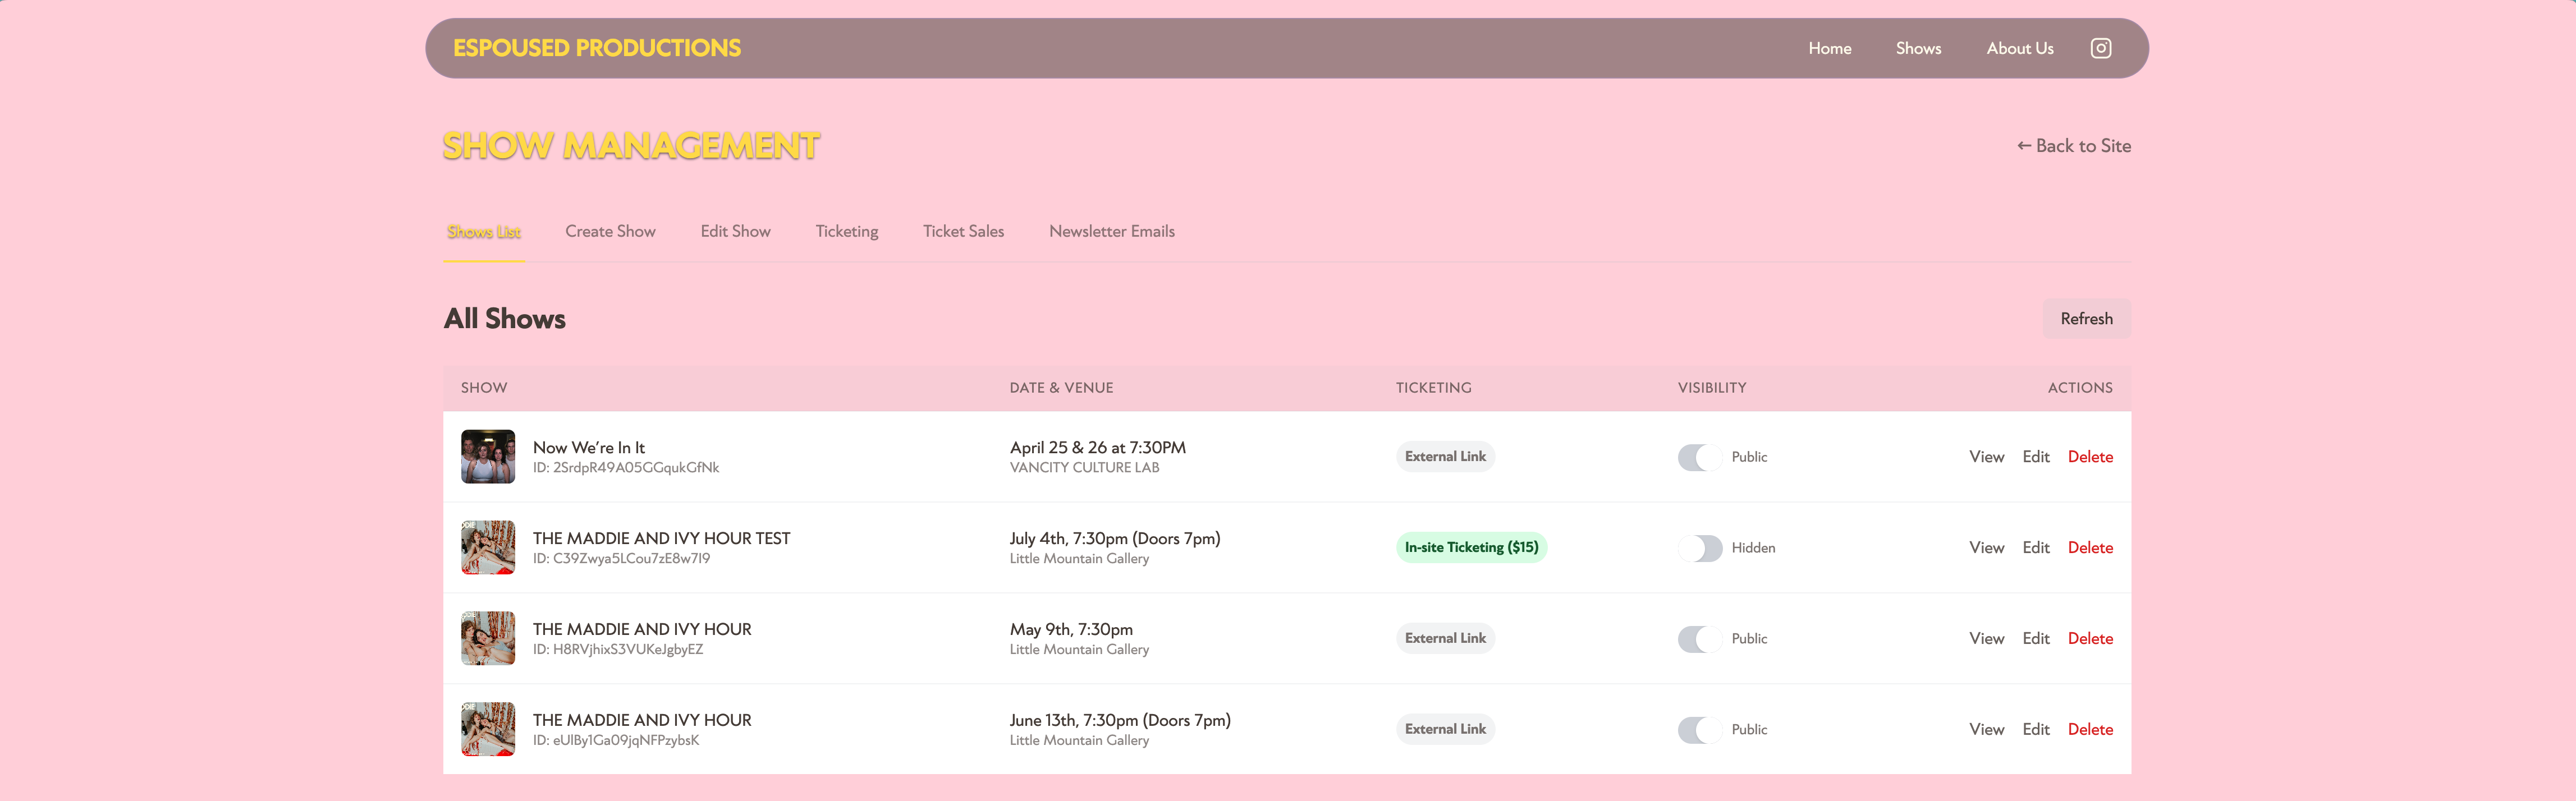 ESPOUSED PRODUCTIONS
Home Shows About Us
SHOW MANAGEMENT
← Back to Site
Shows List Create Show Edit Show Ticketing Ticket Sales Newsletter Emails
All Shows
Refresh
SHOW DATE & VENUE TICKETING VISIBILITY ACTIONS
Now We're In It April 25 & 26 at 7:30PM External Link Public View Edit Delete
ID: 2SrdpR49A05GGqukGfNk VANCITY CULTURE LAB
THE MADDIE AND IVY HOUR TEST July 4th, 7:30pm (Doors 7pm) In-site Ticketing ($15) Hidden View Edit Delete
Little Mountain Gallery
THE MADDIE AND IVY HOUR May 9th, 7:30pm External Link Public View Edit Delete
ID: H8RVjhixS3VUKeJgbyEZ Little Mountain Gallery
THE MADDIE AND IVY HOUR June 13th, 7:30pm (Doors 7pm) External Link Public View Edit Delete
Little Mountain Gallery